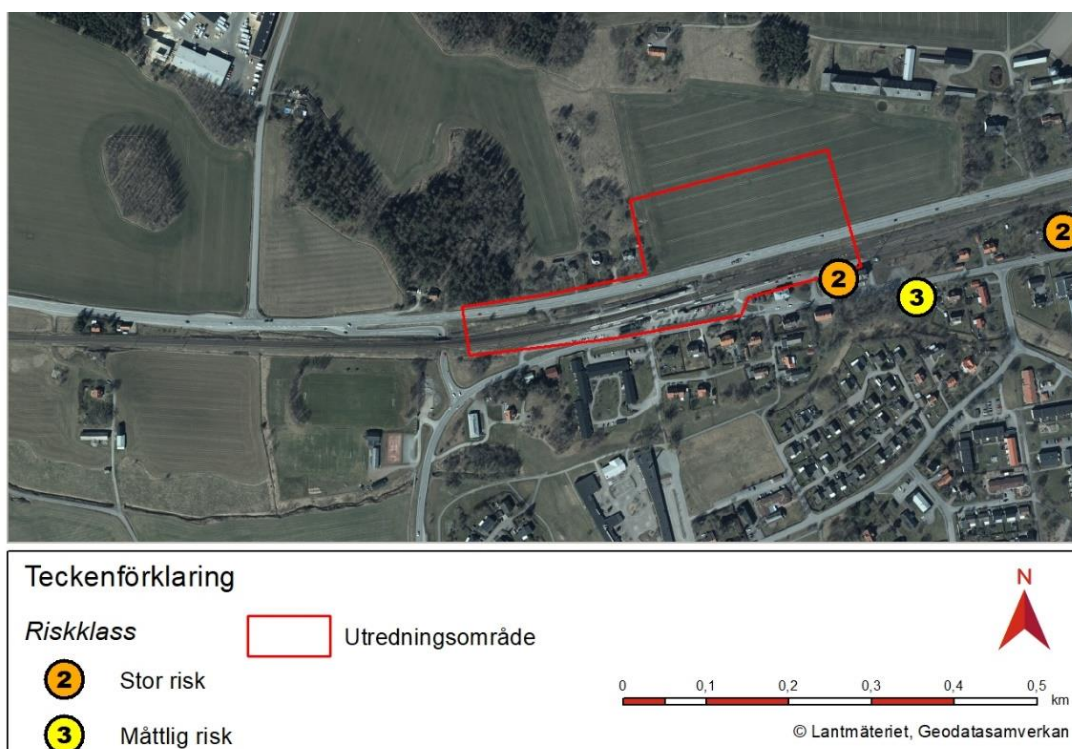 2
2
3
Teckenförklaring
N
Riskklass
Utredningsområde
2 Stor risk
0 0,1 0,2 0,3 0,4 0,5
km
3 Måttlig risk
© Lantmäteriet, Geodatasamverkan